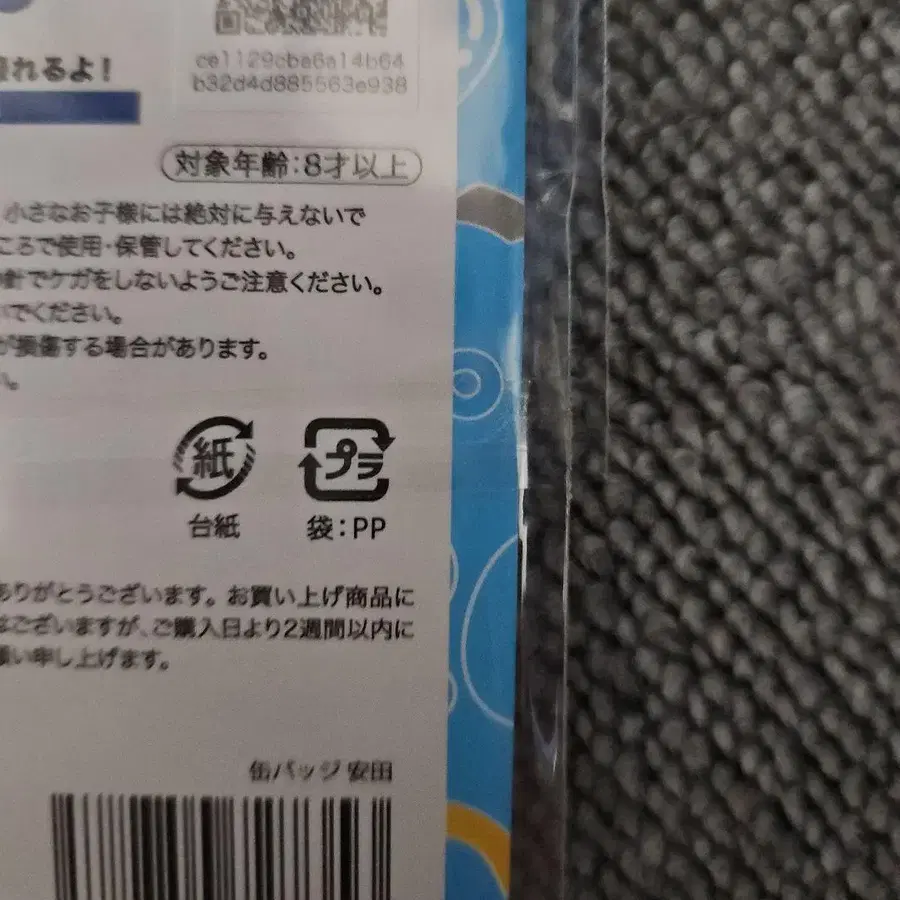 れるよ!
ce1129cba6a14b64
b32d4d885563e938
対象年齢:8才以上
小さなお子様には絶対に与えないで
ころで使用・保管してください。
針でケガをしないようご注意ください。
でください。
が損傷する場合があります。
い。
紙
プラ
台紙
袋:PP
ありがとうございます。お買い上げ商品に
はございますが、ご購入日より2週間以内に
願い申し上げます。
缶バッジ 安田